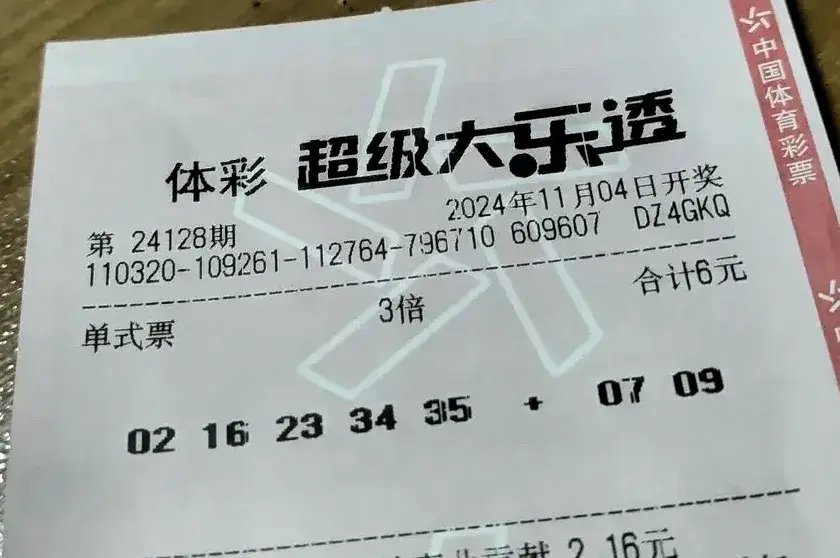 体彩 超级大乐透
第 24128期 2024年11月04日开奖
110320-109261-112764-796710 609607 DZ4GKQ
单式票 3倍 合计6元
02 16 23 34 35 + 07 09
贡献 2.16元
中国体育彩票